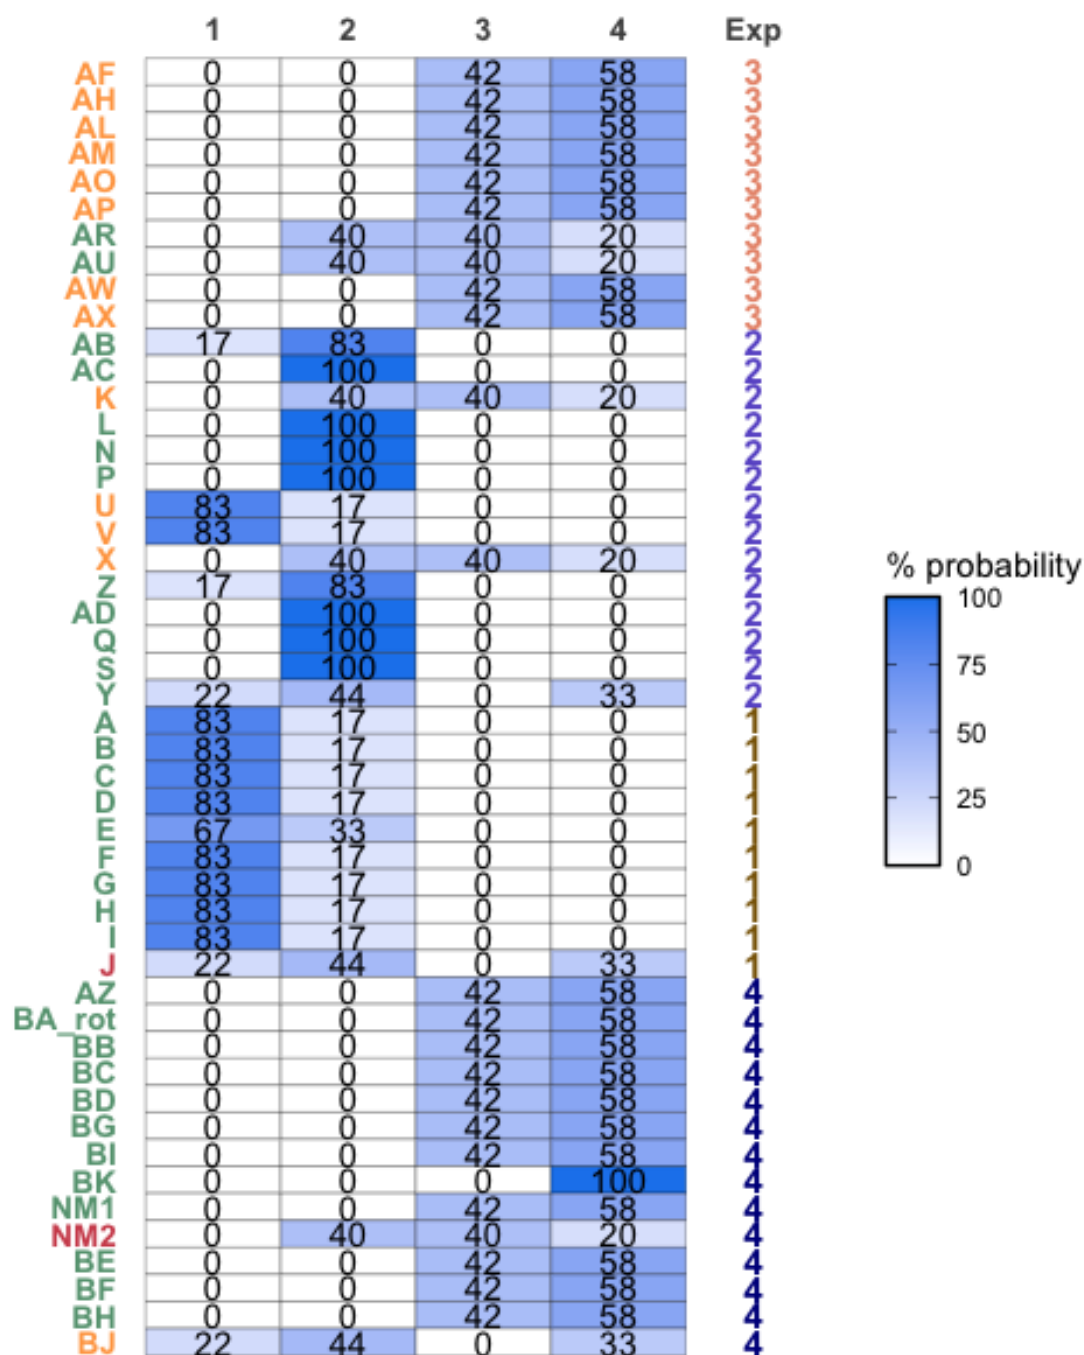 1 2 3 4 Exp
AF 0 0 42 58 3
AH 0 0 42 58 3
AL 0 0 42 58 3
AM 0 0 42 58 3
AO 0 0 42 58 3
AP 0 0 42 58 3
AR 0 40 40 20 3
AU 0 40 40 20 3
AW 0 0 42 58 3
AX 0 0 42 58 3
AB 17 83 0 0 2
AC 0 100 0 0 2
K 0 40 40 20 2
L 0 100 0 0 2
N 0 100 0 0 2
P 0 100 0 0 2
U 83 17 0 0 2
V 83 17 0 0 2
X 0 40 40 20 2
Z 17 83 0 0 2
AD 0 100 0 0 2
Q 0 100 0 0 2
S 0 100 0 0 2
Y 22 44 0 33 2
A 83 17 0 0 1
B 83 17 0 0 1
C 83 17 0 0 1
D 83 17 0 0 1
E 67 33 0 0 1
F 83 17 0 0 1
G 83 17 0 0 1
H 83 17 0 0 1
I 83 17 0 0 1
J 22 44 0 33 1
AZ 0 0 42 58 4
BA_rot 0 0 42 58 4
BB 0 0 42 58 4
BC 0 0 42 58 4
BD 0 0 42 58 4
BG 0 0 42 58 4
BI 0 0 42 58 4
BK 0 0 0 100 4
NM1 0 0 42 58 4
NM2 0 40 40 20 4
BE 0 0 42 58 4
BF 0 0 42 58 4
BH 0 0 42 58 4
BJ 22 44 0 33 4
% probability
100
75
50
25
0